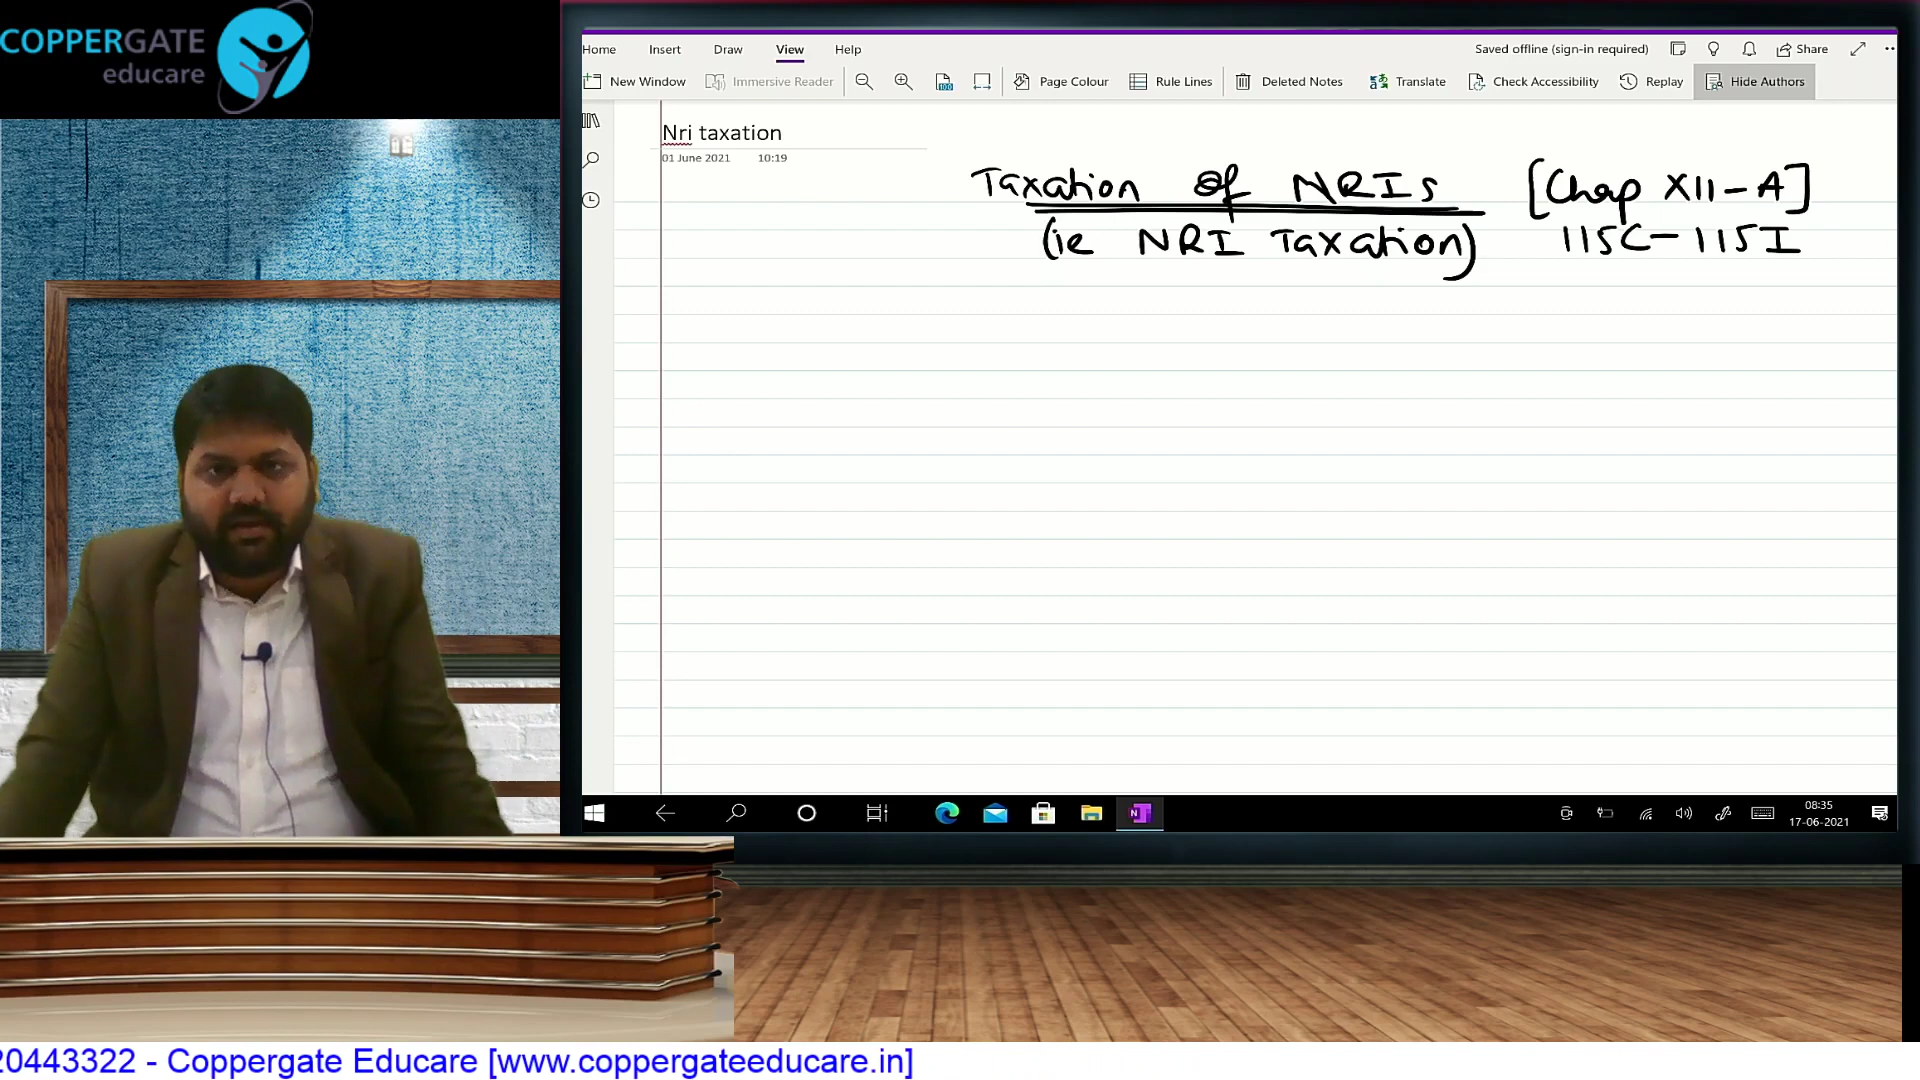 COPPERGATE
educare
Home Insert Draw View Help Saved offline (sign-in required) Share
New Window Immersive Reader 100 Page Colour Rule Lines Deleted Notes Translate Check Accessibility Replay Hide Authors
Nri taxation
01 June 2021 10:19
Taxation of NRIs [Chap XII-A]
(ie NRI Taxation) 115C-115I
08:35
17-06-2021
20443322 - Coppergate Educare [www.coppergateeducare.in]